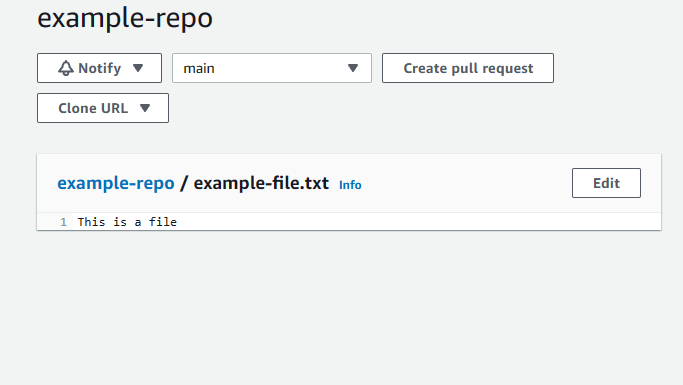 example-repo
Notify
main
Create pull request
Clone URL
example-repo / example-file.txt Info
Edit
1 This is a file